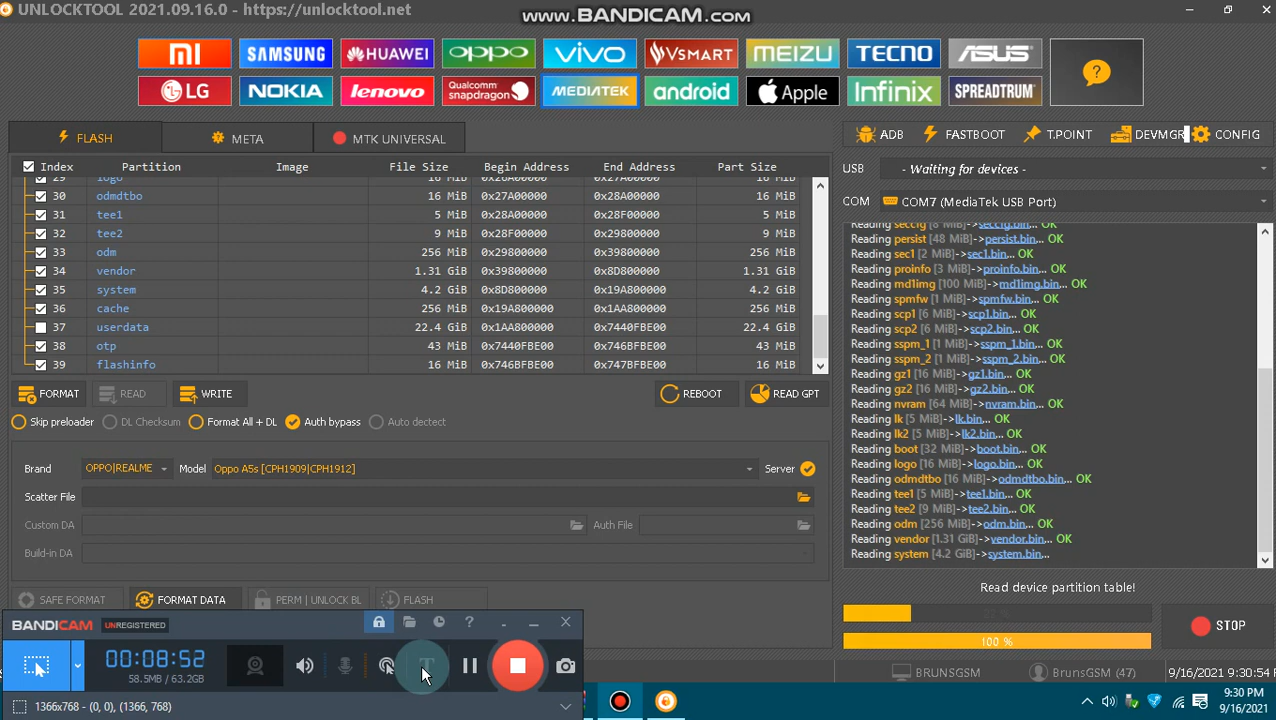 UNLOCKTOOL 2021.09.16.0 - https://unlocktool.net
www.BANDICAM.com
MI SAMSUNG HUAWEI oppo vivo VSMART MEIZU TECNO ASUS
LG NOKIA lenovo Qualcomm snapdragon MEDIATEK android Apple Infinix SPREADTRUM ?
FLASH META MTK UNIVERSAL
ADB FASTBOOT T.POINT DEVMGR CONFIG
Index Partition Image File Size Begin Address End Address Part Size
29 logo 16 MiB 0x26A00000 0x27A00000 16 MiB
30 odmdtbo 16 MiB 0x27A00000 0x28A00000 16 MiB
31 tee1 5 MiB 0x28A00000 0x28F00000 5 MiB
32 tee2 9 MiB 0x28F00000 0x29800000 9 MiB
33 odm 256 MiB 0x29800000 0x39800000 256 MiB
34 vendor 1.31 GiB 0x39800000 0x8D800000 1.31 GiB
35 system 4.2 GiB 0x8D800000 0x19A800000 4.2 GiB
36 cache 256 MiB 0x19A800000 0x1AA800000 256 MiB
37 userdata 22.4 GiB 0x1AA800000 0x7440FBE00 22.4 GiB
38 otp 43 MiB 0x7440FBE00 0x746BFBE00 43 MiB
39 flashinfo 16 MiB 0x746BFBE00 0x747BFBE00 16 MiB
FORMAT READ WRITE REBOOT READ GPT
Skip preloader DL Checksum Format All + DL Auth bypass Auto dectect
Brand OPPO|REALME Model Oppo A5s [CPH1909|CPH1912] Server
Scatter File
Custom DA Auth File
Build-in DA
SAFE FORMAT FORMAT DATA PERM | UNLOCK BL FLASH
USB - Waiting for devices -
COM COM7 (MediaTek USB Port)
Reading seccfg [8 MiB]->seccfg.bin... OK
Reading persist [48 MiB]->persist.bin... OK
Reading sec1 [2 MiB]->sec1.bin... OK
Reading proinfo [3 MiB]->proinfo.bin... OK
Reading md1img [100 MiB]->md1img.bin... OK
Reading spmfw [1 MiB]->spmfw.bin... OK
Reading scp1 [6 MiB]->scp1.bin... OK
Reading scp2 [6 MiB]->scp2.bin... OK
Reading sspm_1 [1 MiB]->sspm_1.bin... OK
Reading sspm_2 [1 MiB]->sspm_2.bin... OK
Reading gz1 [16 MiB]->gz1.bin... OK
Reading gz2 [16 MiB]->gz2.bin... OK
Reading nvram [64 MiB]->nvram.bin... OK
Reading lk [5 MiB]->lk.bin... OK
Reading lk2 [5 MiB]->lk2.bin... OK
Reading boot [32 MiB]->boot.bin... OK
Reading logo [16 MiB]->logo.bin... OK
Reading odmdtbo [16 MiB]->odmdtbo.bin... OK
Reading tee1 [5 MiB]->tee1.bin... OK
Reading tee2 [9 MiB]->tee2.bin... OK
Reading odm [256 MiB]->odm.bin... OK
Reading vendor [1.31 GiB]->vendor.bin... OK
Reading system [4.2 GiB]->system.bin...
Read device partition table!
100 %
STOP
BRUNSGSM BrunsGSM (M) 9/16/2021 9:30:54
BANDICAM UNREGISTERED ?
00:08:52
58.5MB / 63.2GB
1366x768 - (0, 0), (1366, 768)
9:30 PM
9/16/2021